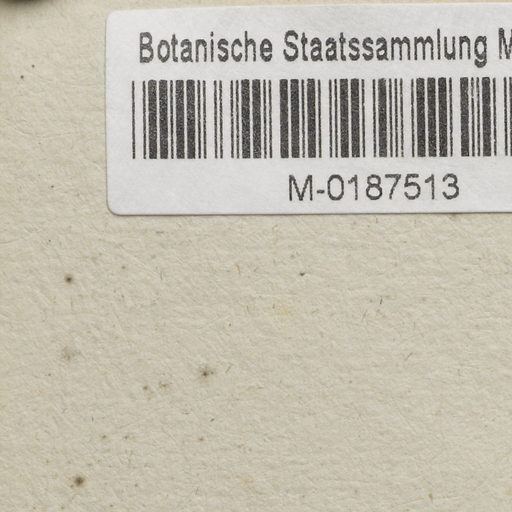 Botanische Staatssammlung M
M-0187513